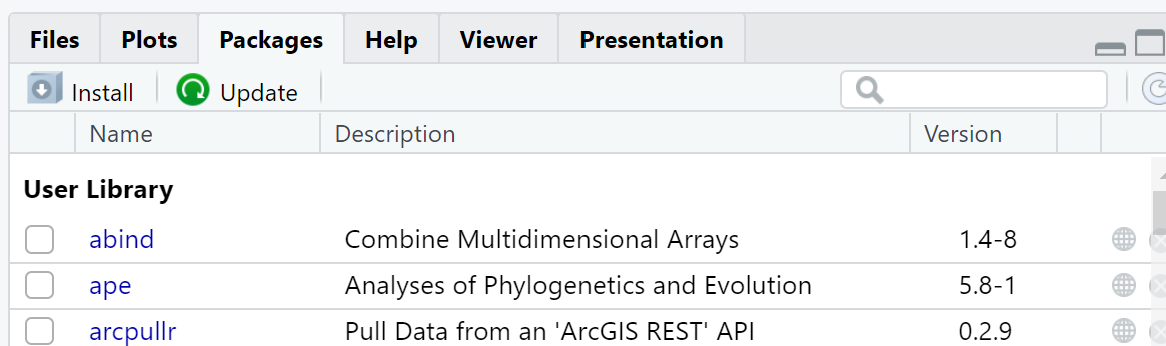 Files Plots Packages Help Viewer Presentation
Install Update
Name Description Version
User Library
abind Combine Multidimensional Arrays 1.4-8
ape Analyses of Phylogenetics and Evolution 5.8-1
arcpullr Pull Data from an 'ArcGIS REST' API 0.2.9